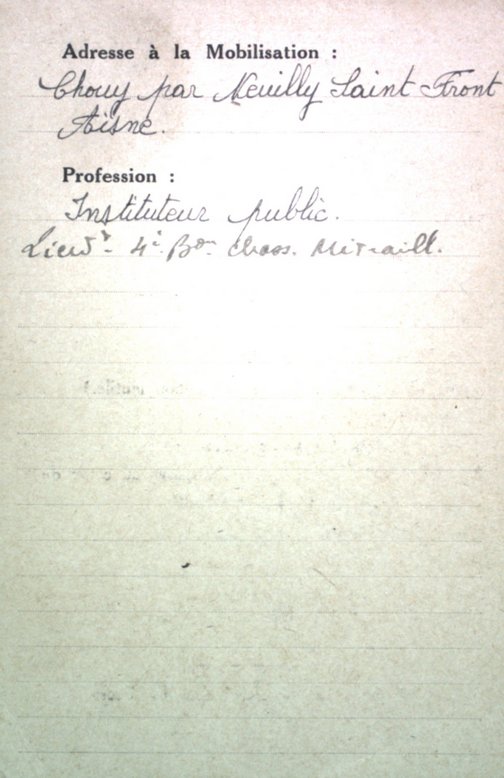 Adresse à la Mobilisation :
Chouy par Neuilly Saint-Front
Aisne.
Profession :
Instituteur public.
Lieut. 4e Bon Chass. Mitraill.